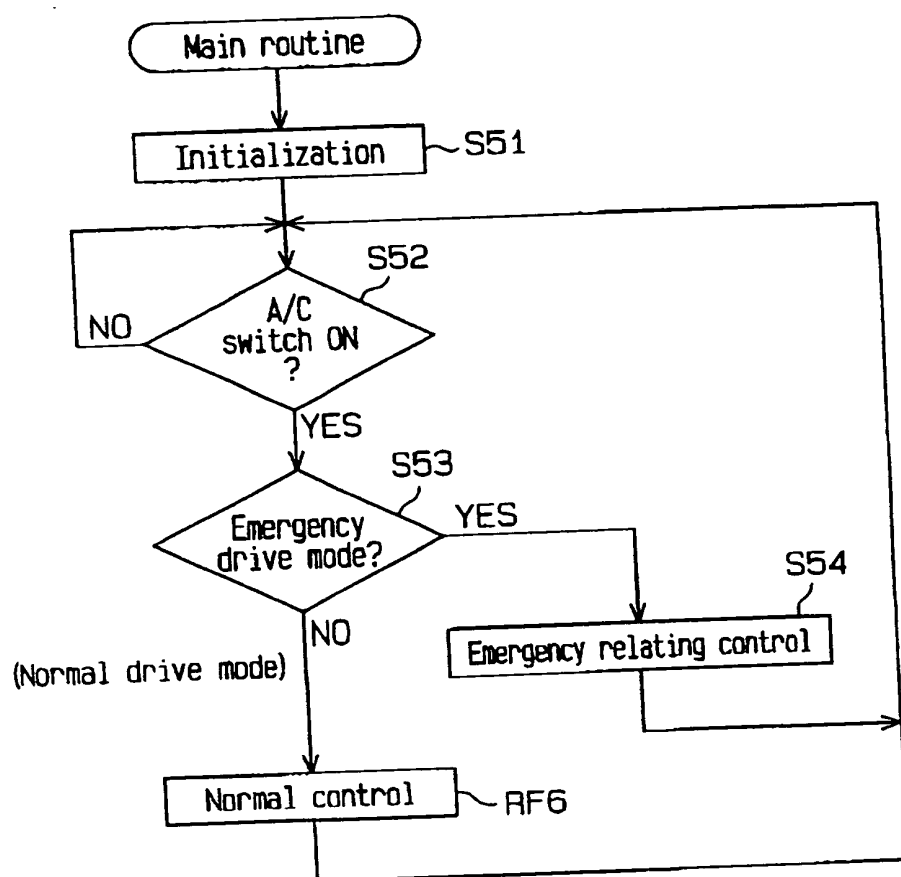 Main routine
Initialization
S51
S52
A/C
switch ON
?
NO
YES
S53
Emergency
drive mode?
YES
S54
NO
Emergency relating control
(Normal drive mode)
Normal control
RF6